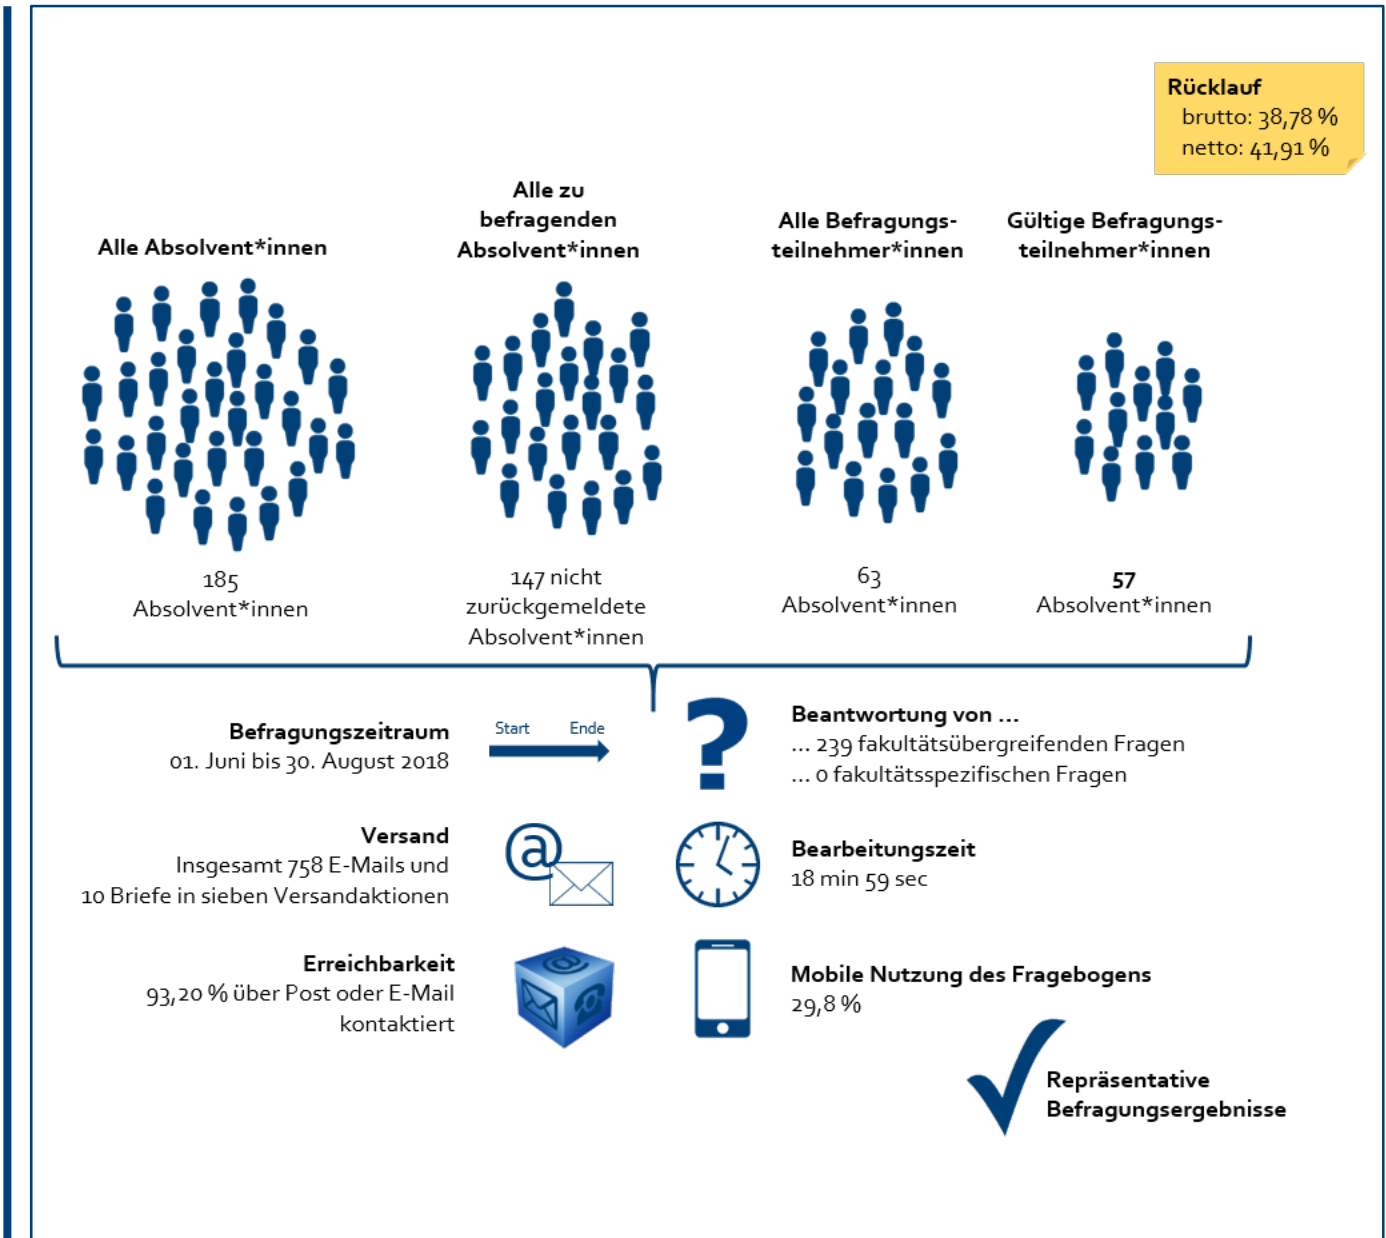 Rücklauf
brutto: 38,78 %
netto: 41,91 %
Alle Absolvent*innen
Alle zu
befragenden
Absolvent*innen
Alle Befragungs-
teilnehmer*innen
Gültige Befragungs-
teilnehmer*innen
185
Absolvent*innen
147 nicht
zurückgemeldete
Absolvent*innen
63
Absolvent*innen
57
Absolvent*innen
Befragungszeitraum
01. Juni bis 30. August 2018
Start Ende
?
Beantwortung von ...
... 239 fakultätsübergreifenden Fragen
... 0 fakultätsspezifischen Fragen
Versand
Insgesamt 758 E-Mails und
10 Briefe in sieben Versandaktionen
@
Bearbeitungszeit
18 min 59 sec
Erreichbarkeit
93,20 % über Post oder E-Mail
kontaktiert
@
Mobile Nutzung des Fragebogens
29,8 %
Repräsentative
Befragungsergebnisse